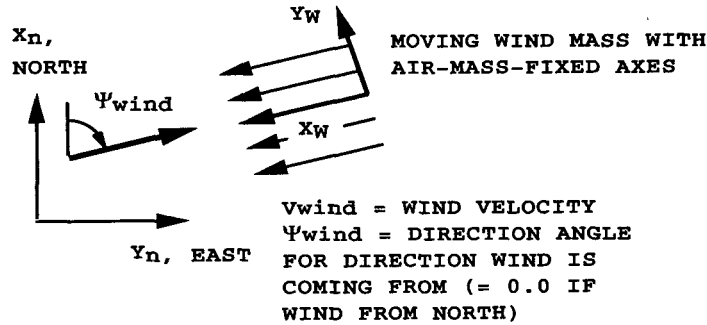 Xn,
NORTH
Ψwind
Yn, EAST
YW
XW
MOVING WIND MASS WITH
AIR-MASS-FIXED AXES
Vwind = WIND VELOCITY
Ψwind = DIRECTION ANGLE
FOR DIRECTION WIND IS
COMING FROM (= 0.0 IF
WIND FROM NORTH)